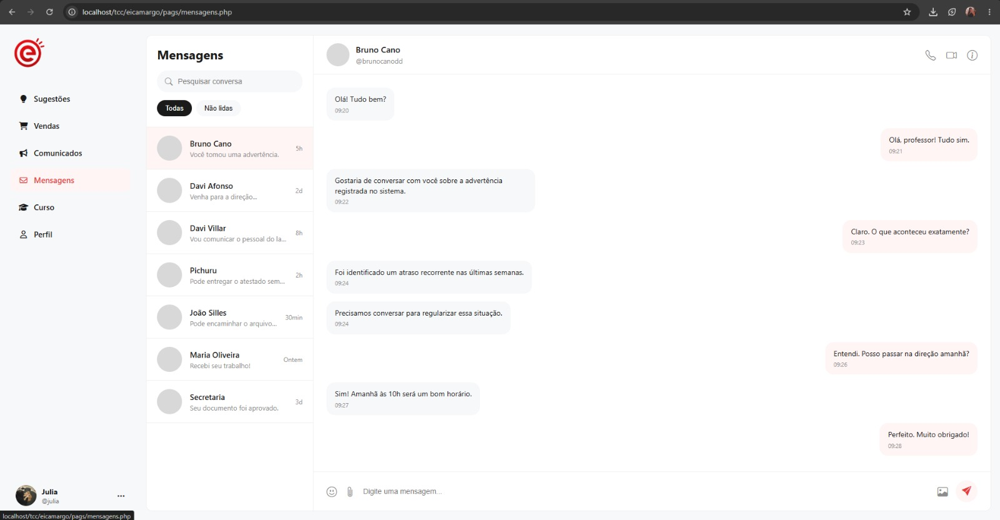 localhost/tcc/eicamargo/pags/mensagens.php
e
Sugestões
Vendas
Comunicados
Mensagens
Curso
Perfil
Julia
@julia
localhost/tcc/eicamargo/pags/mensagens.php
Mensagens
Pesquisar conversa
Todas
Não lidas
Bruno Cano
Você tomou uma advertência.
5h
Davi Afonso
Venha para a direção...
2d
Davi Villar
Vou comunicar o pessoal do la...
8h
Pichuru
Pode entregar o atestado sem...
2h
João Silles
Pode encaminhar o arquivo...
30min
Maria Oliveira
Recebi seu trabalho!
Ontem
Secretaria
Seu documento foi aprovado.
3d
Bruno Cano
@brunocanodd
Olá! Tudo bem?
09:20
Olá, professor! Tudo sim.
09:21
Gostaria de conversar com você sobre a advertência
registrada no sistema.
09:22
Claro. O que aconteceu exatamente?
09:23
Foi identificado um atraso recorrente nas últimas semanas.
09:24
Precisamos conversar para regularizar essa situação.
09:24
Entendi. Posso passar na direção amanhã?
09:26
Sim! Amanhã às 10h será um bom horário.
09:27
Perfeito. Muito obrigado!
09:28
Digite uma mensagem...